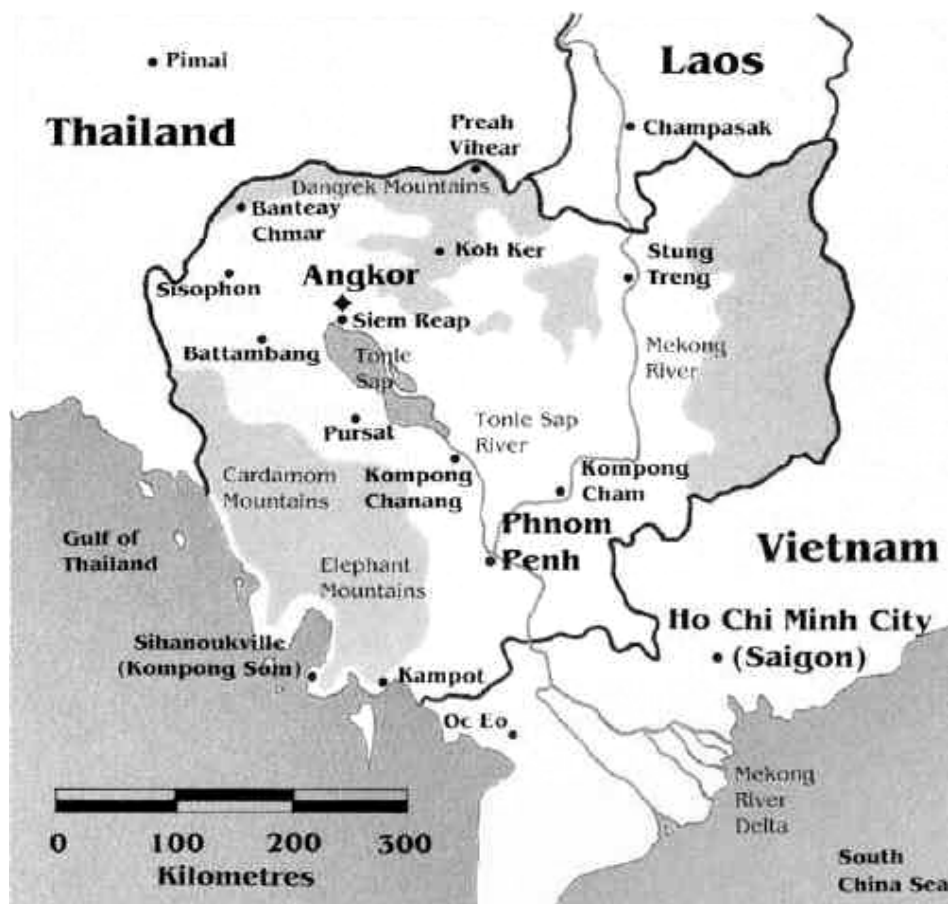 Pimai
Laos
Thailand
Preah
Vihear
Champasak
Dangrek Mountains
Banteay
Chmar
Koh Ker
Stung
Treng
Sisophon
Angkor
Siem Reap
Battambang
Tonle
Sap
Mekong
River
Pursat
Tonle Sap
River
Cardamom
Mountains
Kompong
Chanang
Kompong
Cham
Phnom
Penh
Gulf of
Thailand
Vietnam
Elephant
Mountains
Ho Chi Minh City
(Saigon)
Sihanoukville
(Kompong Som)
Kampot
Oc Eo
Mekong
River
Delta
0 100 200 300
Kilometres
South
China Sea